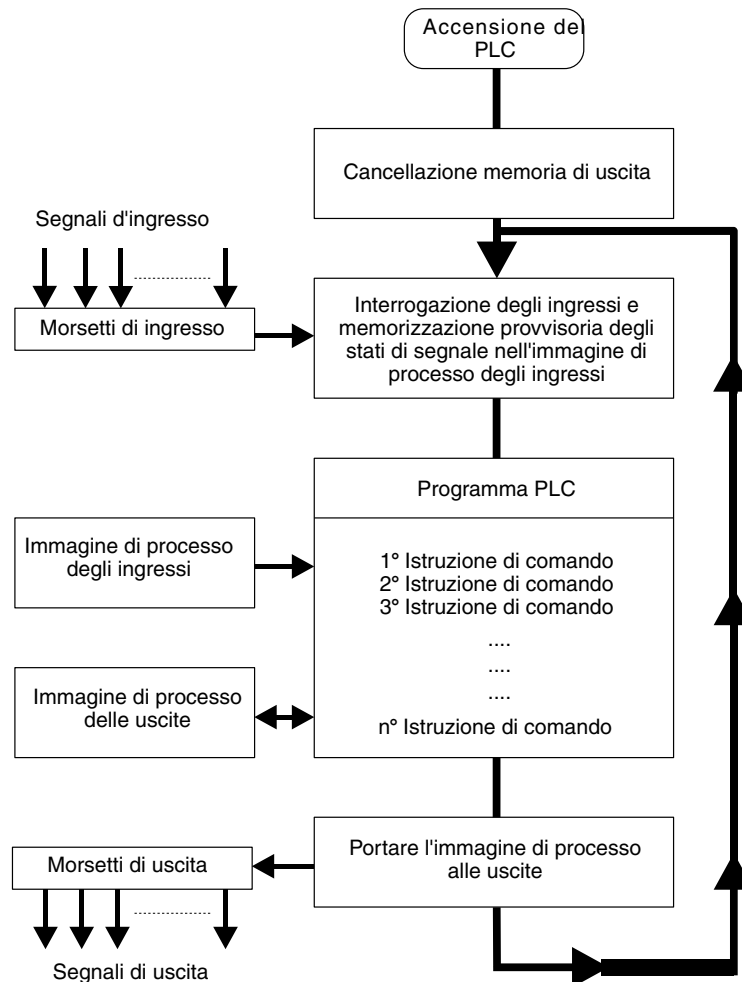 Accensione del
PLC
Cancellazione memoria di uscita
Segnali d'ingresso
Morsetti di ingresso
Interrogazione degli ingressi e
memorizzazione provvisoria degli
stati di segnale nell'immagine di
processo degli ingressi
Programma PLC
Immagine di processo
degli ingressi
1° Istruzione di comando
2° Istruzione di comando
3° Istruzione di comando
....
....
....
n° Istruzione di comando
Immagine di processo
delle uscite
Portare l'immagine di processo
alle uscite
Morsetti di uscita
Segnali di uscita